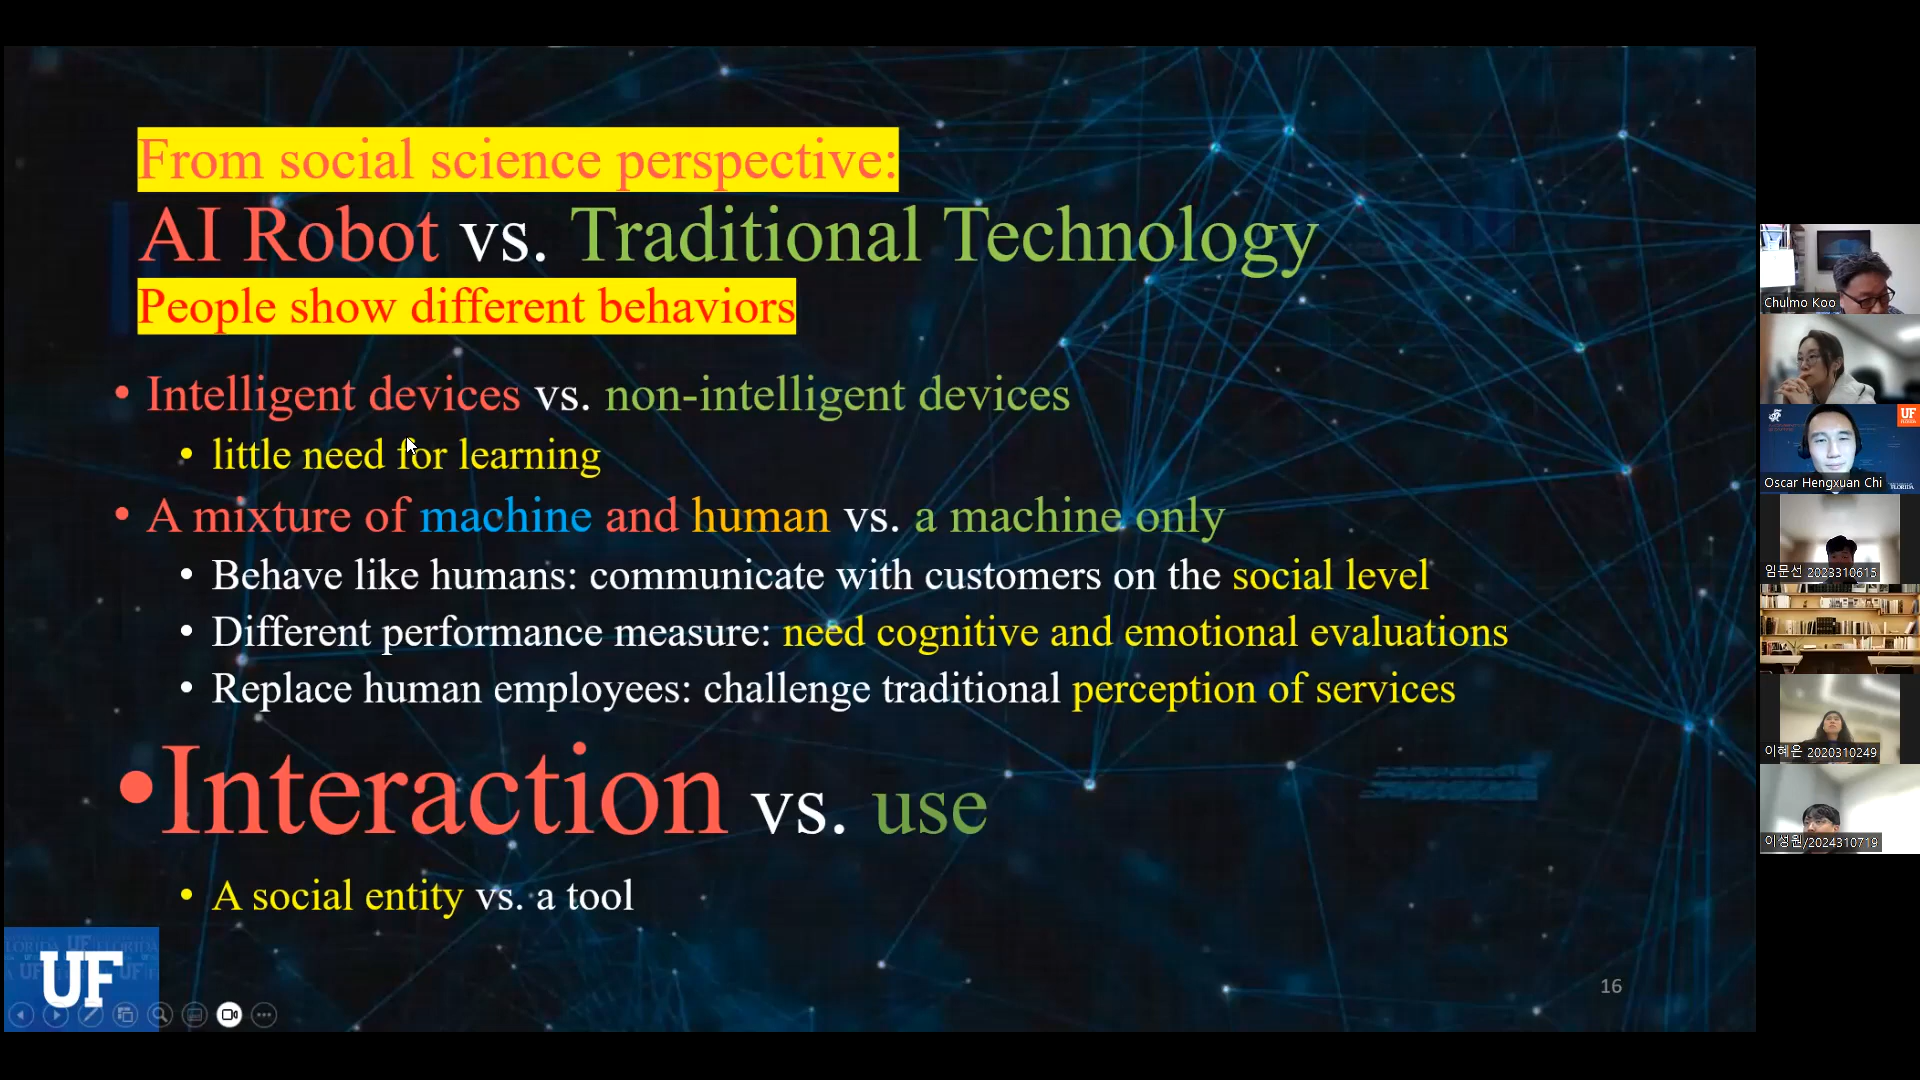 From social science perspective:
AI Robot vs. Traditional Technology
People show different behaviors
• Intelligent devices vs. non-intelligent devices
• little need for learning
• A mixture of machine and human vs. a machine only
• Behave like humans: communicate with customers on the social level
• Different performance measure: need cognitive and emotional evaluations
• Replace human employees: challenge traditional perception of services
•Interaction vs. use
• A social entity vs. a tool
UF
16
Chulmo Koo
UF
Oscar Hengxuan Chi
임문선 2023310615
이혜은 2020310249
이성원/2024310719